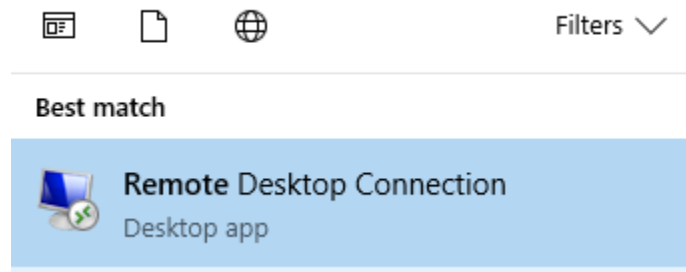 Filters
Best match
Remote Desktop Connection
Desktop app